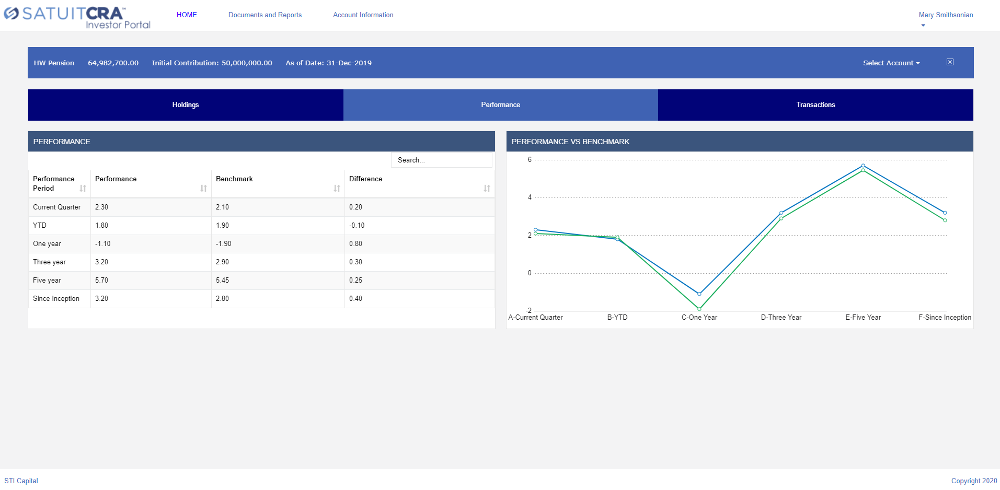 SATUITCRA™
Investor Portal
HOME
Documents and Reports
Account Information
Mary Smithsonian
HW Pension 64,982,700.00 Initial Contribution: 50,000,000.00 As of Date: 31-Dec-2019
Select Account
Holdings
Performance
Transactions
PERFORMANCE
Search...
Performance Period Performance Benchmark Difference
Current Quarter 2.30 2.10 0.20
YTD 1.80 1.90 -0.10
One year -1.10 -1.90 0.80
Three year 3.20 2.90 0.30
Five year 5.70 5.45 0.25
Since Inception 3.20 2.80 0.40
PERFORMANCE VS BENCHMARK
6
4
2
0
-2
A-Current Quarter B-YTD C-One Year D-Three Year E-Five Year F-Since Inception
STI Capital
Copyright 2020